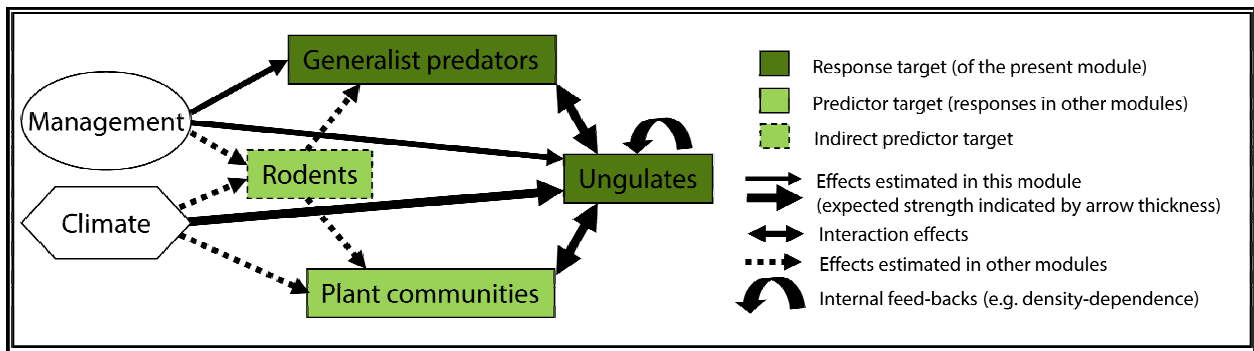 Generalist predators
Management
Rodents
Ungulates
Climate
Plant communities
Response target (of the present module)
Predictor target (responses in other modules)
Indirect predictor target
Effects estimated in this module
(expected strength indicated by arrow thickness)
Interaction effects
Effects estimated in other modules
Internal feed-backs (e.g. density-dependence)